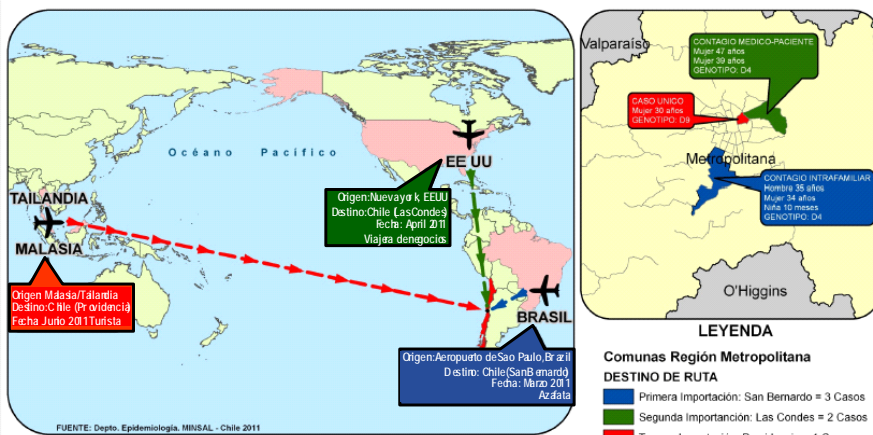 Océano Pacífico
EE UU
TAILANDIA
MALASIA
BRASIL
Origen:Nuevayork, EEUU
Destino:Chile (LasCondes)
Fecha: April 2011
Viajera denegocios
Origen Malasia/Tailandia
Destino:Chile (Providencia)
Fecha Junio 2011 Turista
Origen:Aeropuerto deSao Paulo,Brazil
Destino: Chile(SanBernardo)
Fecha: Marzo 2011
Azafata
FUENTE: Depto. Epidemiología. MINSAL - Chile 2011
Valparaíso
CONTAGIO MEDICO-PACIENTE
Mujer 47 años
Mujer 39 años
GENOTIPO: D4
CASO UNICO
Mujer 30 años
GENOTIPO: D9
Metropolitana
CONTAGIO INTRAFAMILIAR
Hombre 35 años
Mujer 34 años
Niña 10 meses
GENOTIPO: D4
O'Higgins
LEYENDA
Comunas Región Metropolitana
DESTINO DE RUTA
Primera Importación: San Bernardo = 3 Casos
Segunda Importanción: Las Condes = 2 Casos